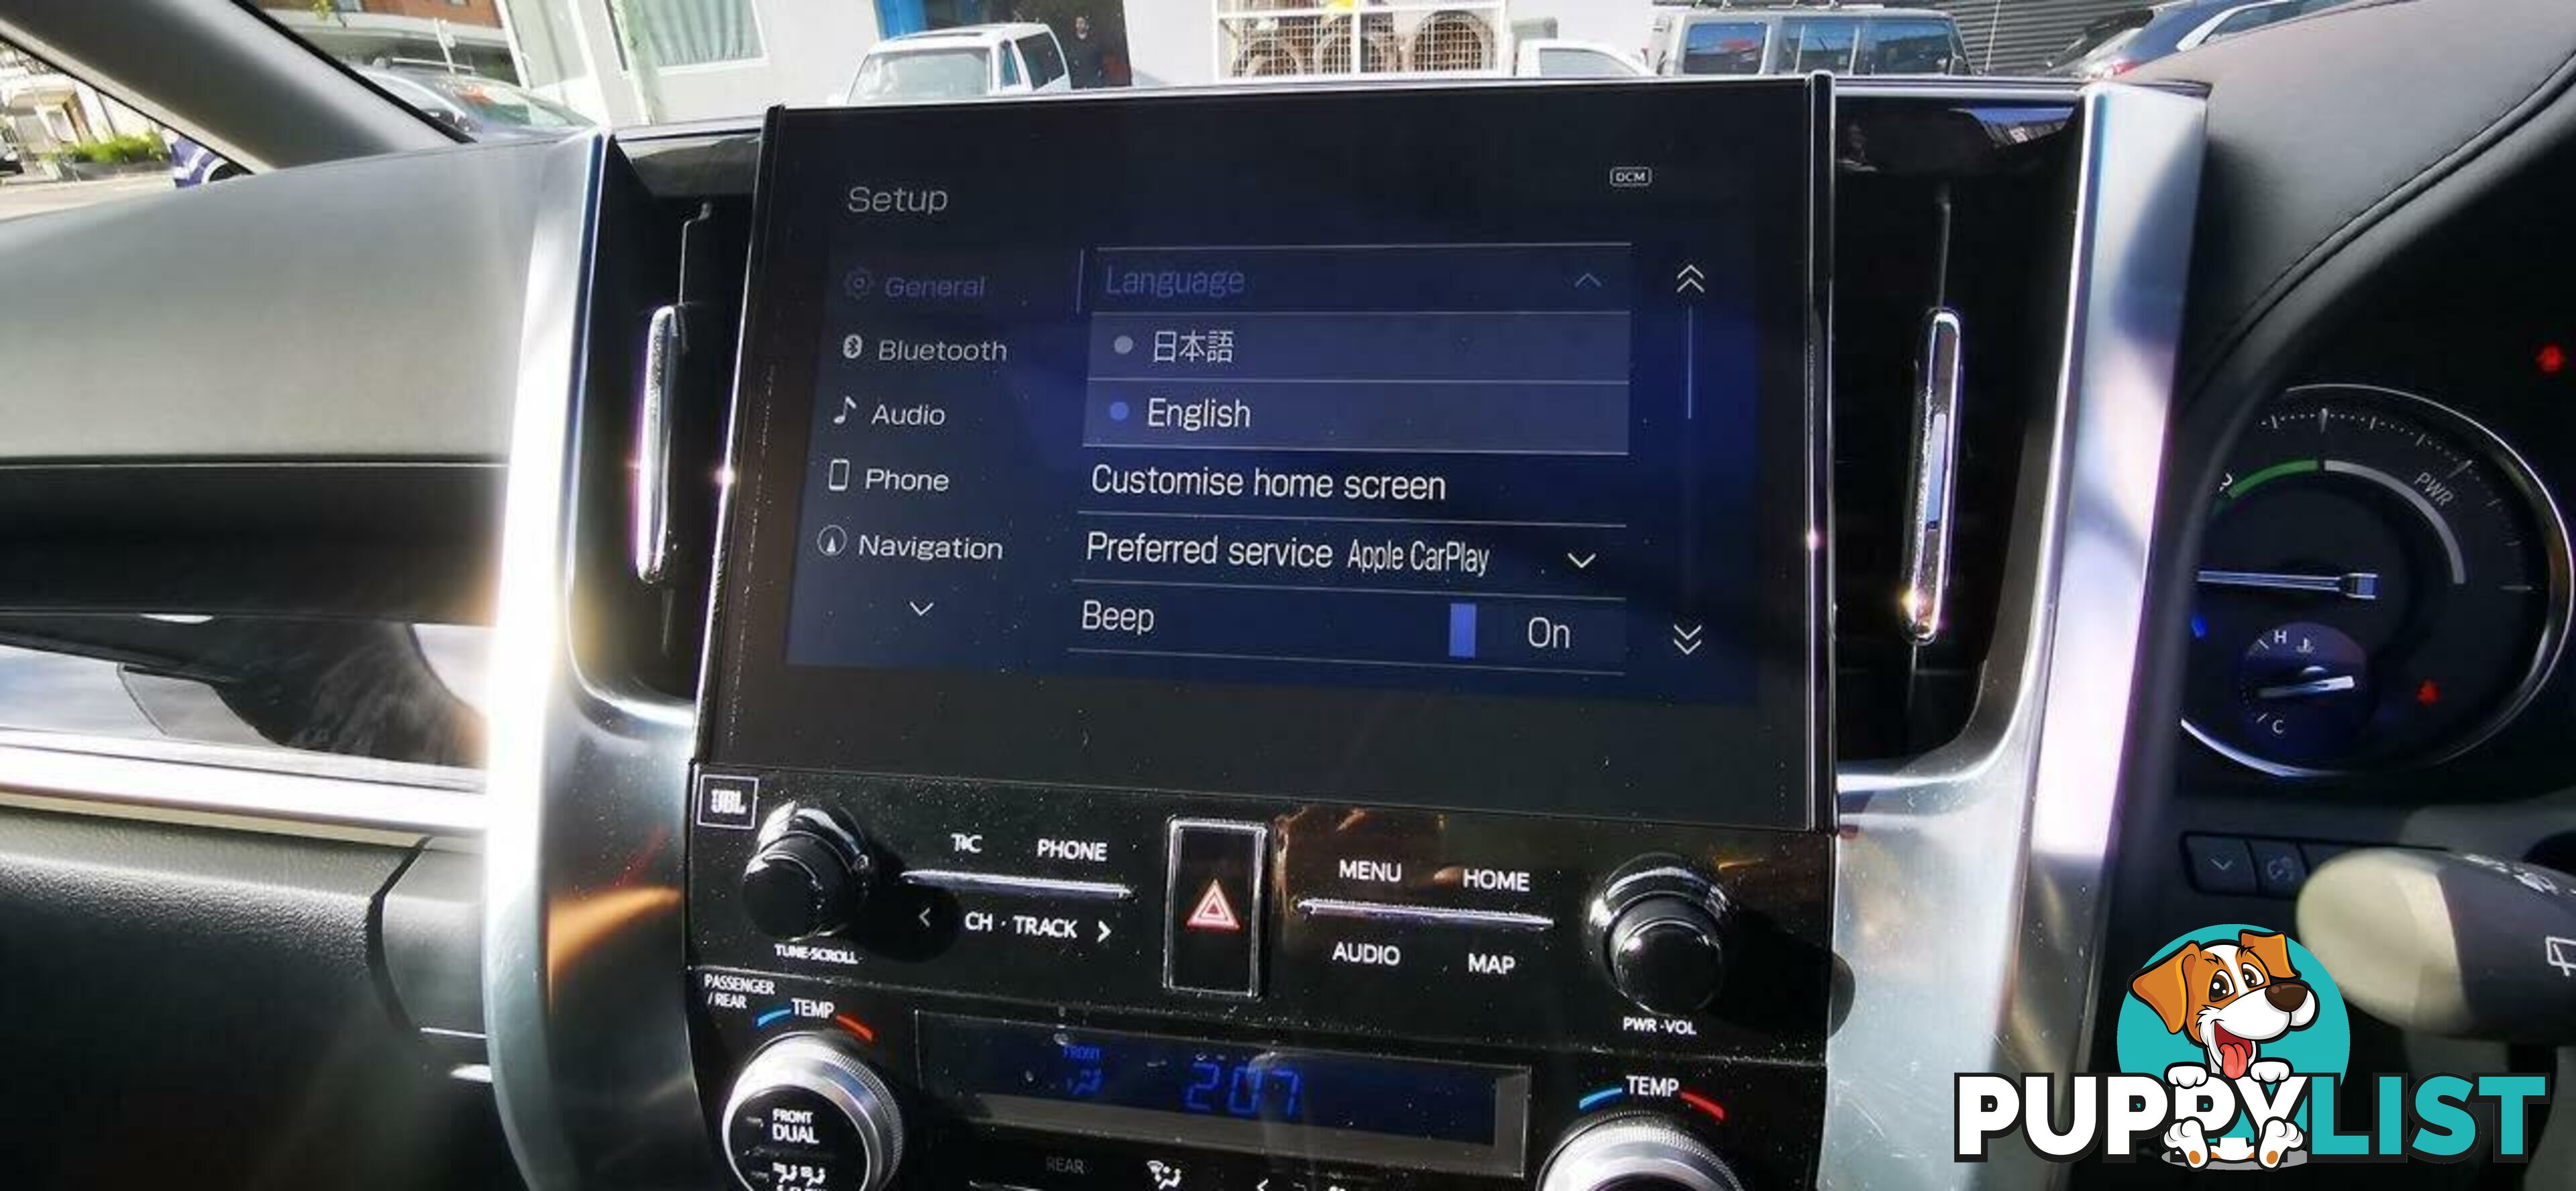 Setup
DCM
General
Bluetooth
Audio
Phone
Navigation
Language
日本語
English
Customise home screen
Preferred service Apple CarPlay
Beep On
JBL
PHONE
CH · TRACK
TUNE·SCROLL
MENU HOME
AUDIO MAP
PWR·VOL
PASSENGER
/ REAR
TEMP
FRONT
DUAL
FRONT
207
REAR
TEMP
PWR
H
C
PUPPYLIST